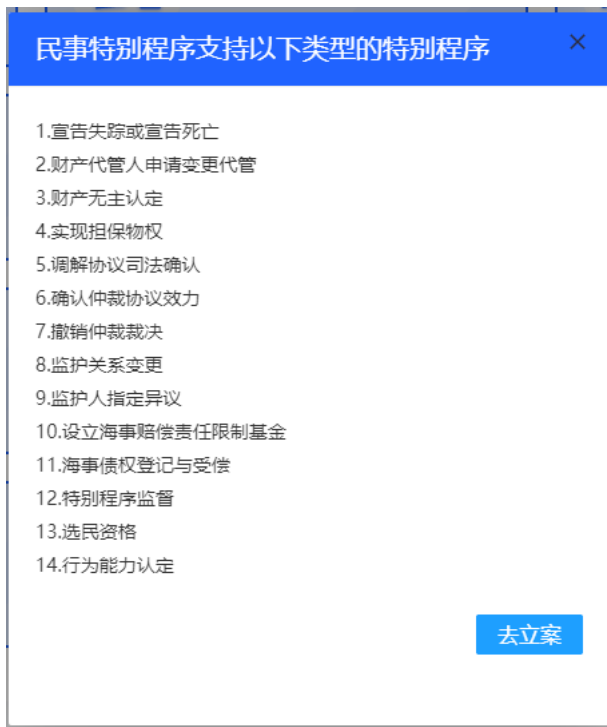 民事特别程序支持以下类型的特别程序
1.宣告失踪或宣告死亡
2.财产代管人申请变更代管
3.财产无主认定
4.实现担保物权
5.调解协议司法确认
6.确认仲裁协议效力
7.撤销仲裁裁决
8.监护关系变更
9.监护人指定异议
10.设立海事赔偿责任限制基金
11.海事债权登记与受偿
12.特别程序监督
13.选民资格
14.行为能力认定
去立案